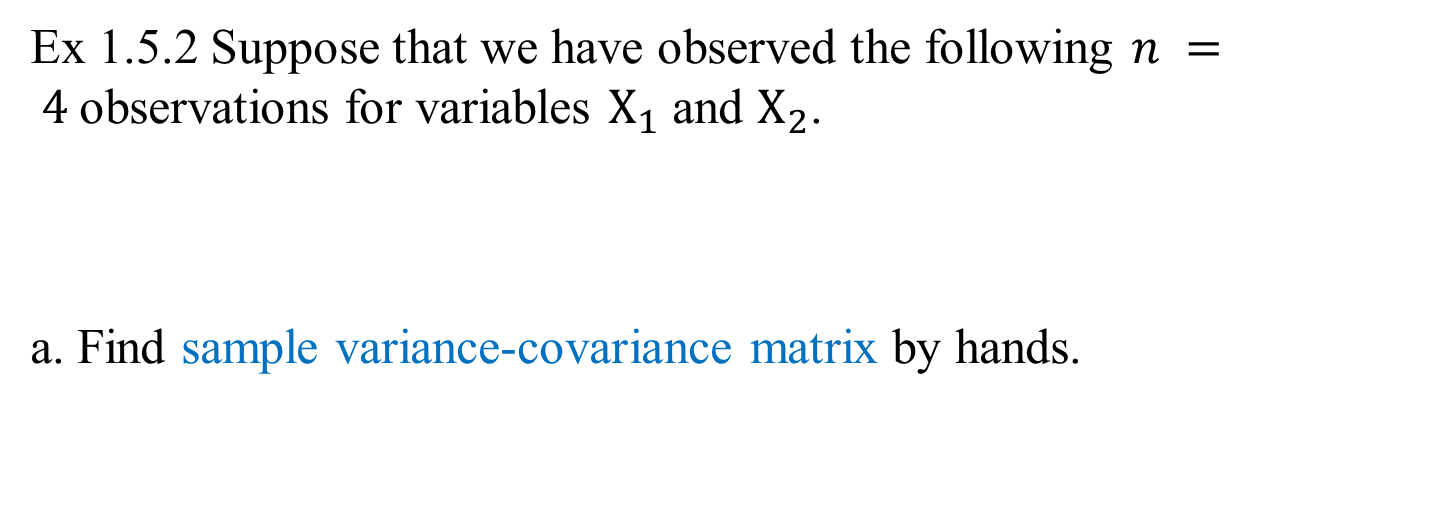 Ex 1.5.2 Suppose that we have observed the following n =
4 observations for variables X₁ and X₂.
a. Find sample variance-covariance matrix by hands.